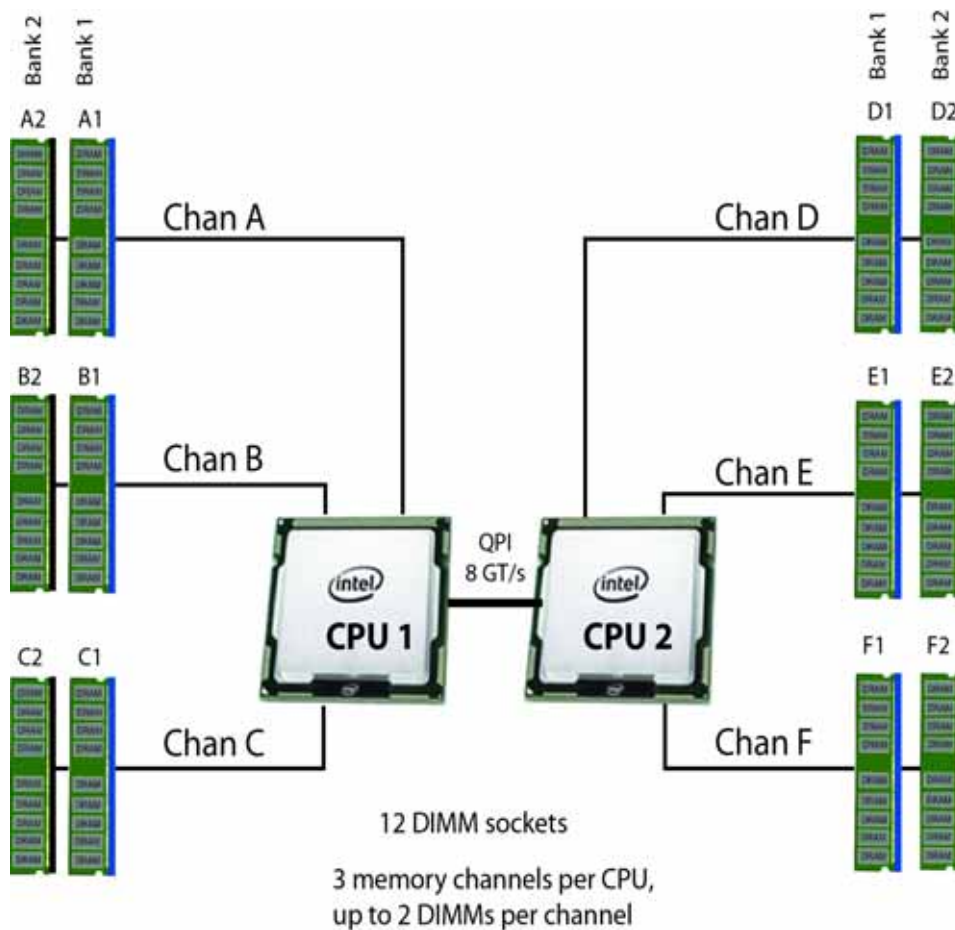 Bank 2
Bank 1
Bank 1
Bank 2
A2 A1
D1 D2
DRAM
Chan A
Chan D
B2 B1
E1 E2
Chan B
Chan E
QPI
8 GT/s
intel
CPU 1
intel
CPU 2
C2 C1
F1 F2
Chan C
Chan F
12 DIMM sockets
3 memory channels per CPU,
up to 2 DIMMs per channel